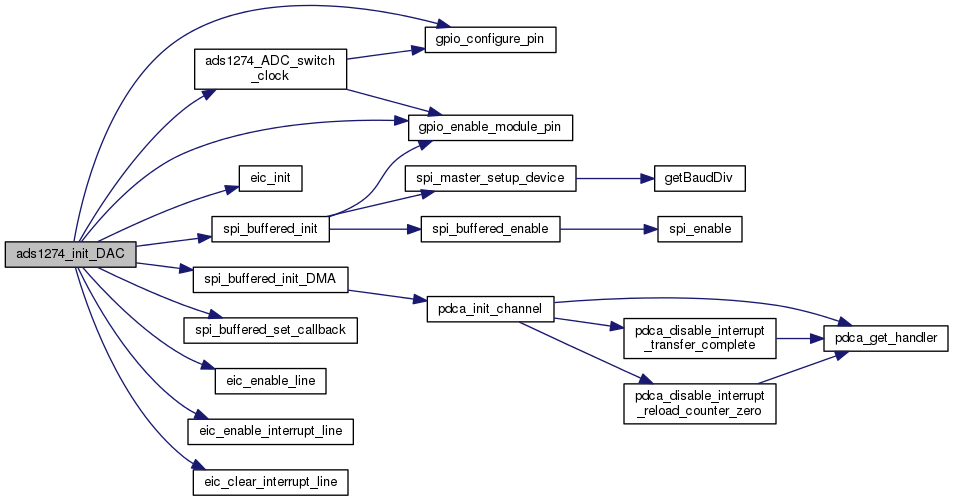 gpio_configure_pin
ads1274_ADC_switch
_clock
gpio_enable_module_pin
eic_init
spi_master_setup_device
getBaudDiv
spi_buffered_init
spi_buffered_enable
spi_enable
ads1274_init_DAC
spi_buffered_init_DMA
pdca_init_channel
spi_buffered_set_callback
pdca_disable_interrupt
_transfer_complete
pdca_get_handler
eic_enable_line
pdca_disable_interrupt
_reload_counter_zero
eic_enable_interrupt_line
eic_clear_interrupt_line